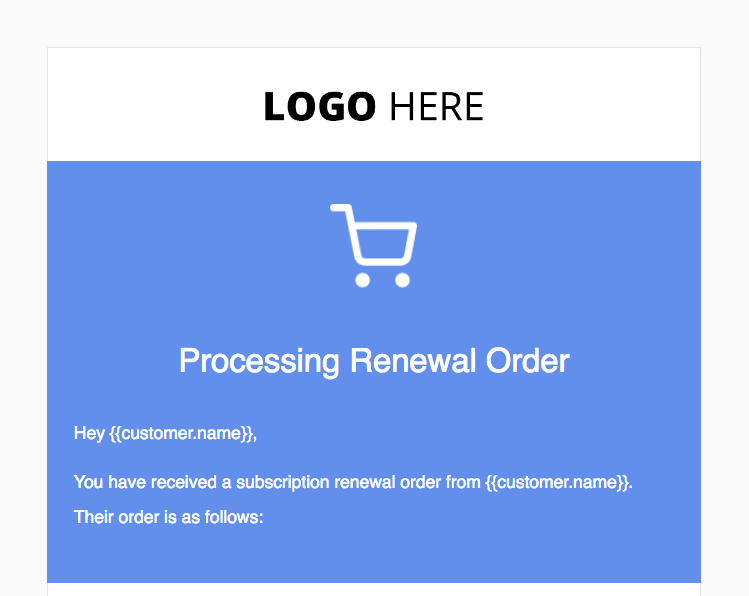 LOGO HERE
Processing Renewal Order
Hey {{customer.name}},
You have received a subscription renewal order from {{customer.name}}.
Their order is as follows: